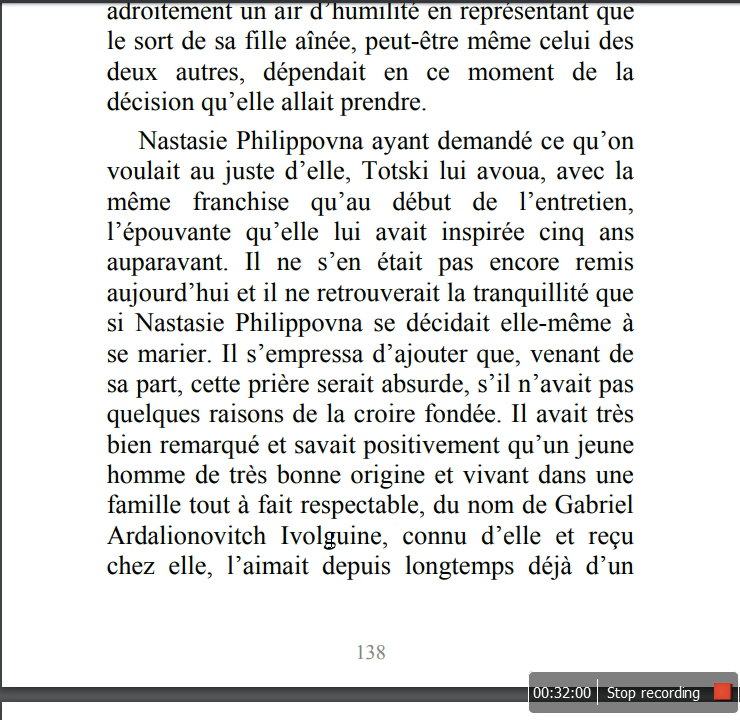 adroitement un air d’humilité en représentant que
le sort de sa fille aînée, peut-être même celui des
deux autres, dépendait en ce moment de la
décision qu’elle allait prendre.
Nastasie Philippovna ayant demandé ce qu’on
voulait au juste d’elle, Totski lui avoua, avec la
même franchise qu’au début de l’entretien,
l’épouvante qu’elle lui avait inspirée cinq ans
auparavant. Il ne s’en était pas encore remis
aujourd’hui et il ne retrouverait la tranquillité que
si Nastasie Philippovna se décidait elle-même à
se marier. Il s’empressa d’ajouter que, venant de
sa part, cette prière serait absurde, s’il n’avait pas
quelques raisons de la croire fondée. Il avait très
bien remarqué et savait positivement qu’un jeune
homme de très bonne origine et vivant dans une
famille tout à fait respectable, du nom de Gabriel
Ardalionovitch Ivolguine, connu d’elle et reçu
chez elle, l’aimait depuis longtemps déjà d’un
138
00:32:00 Stop recording